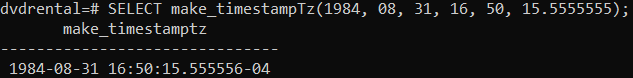 dvdrental=# SELECT make_timestampTz(1984, 08, 31, 16, 50, 15.5555555);
make_timestamptz
-------------------------------
1984-08-31 16:50:15.555556-04